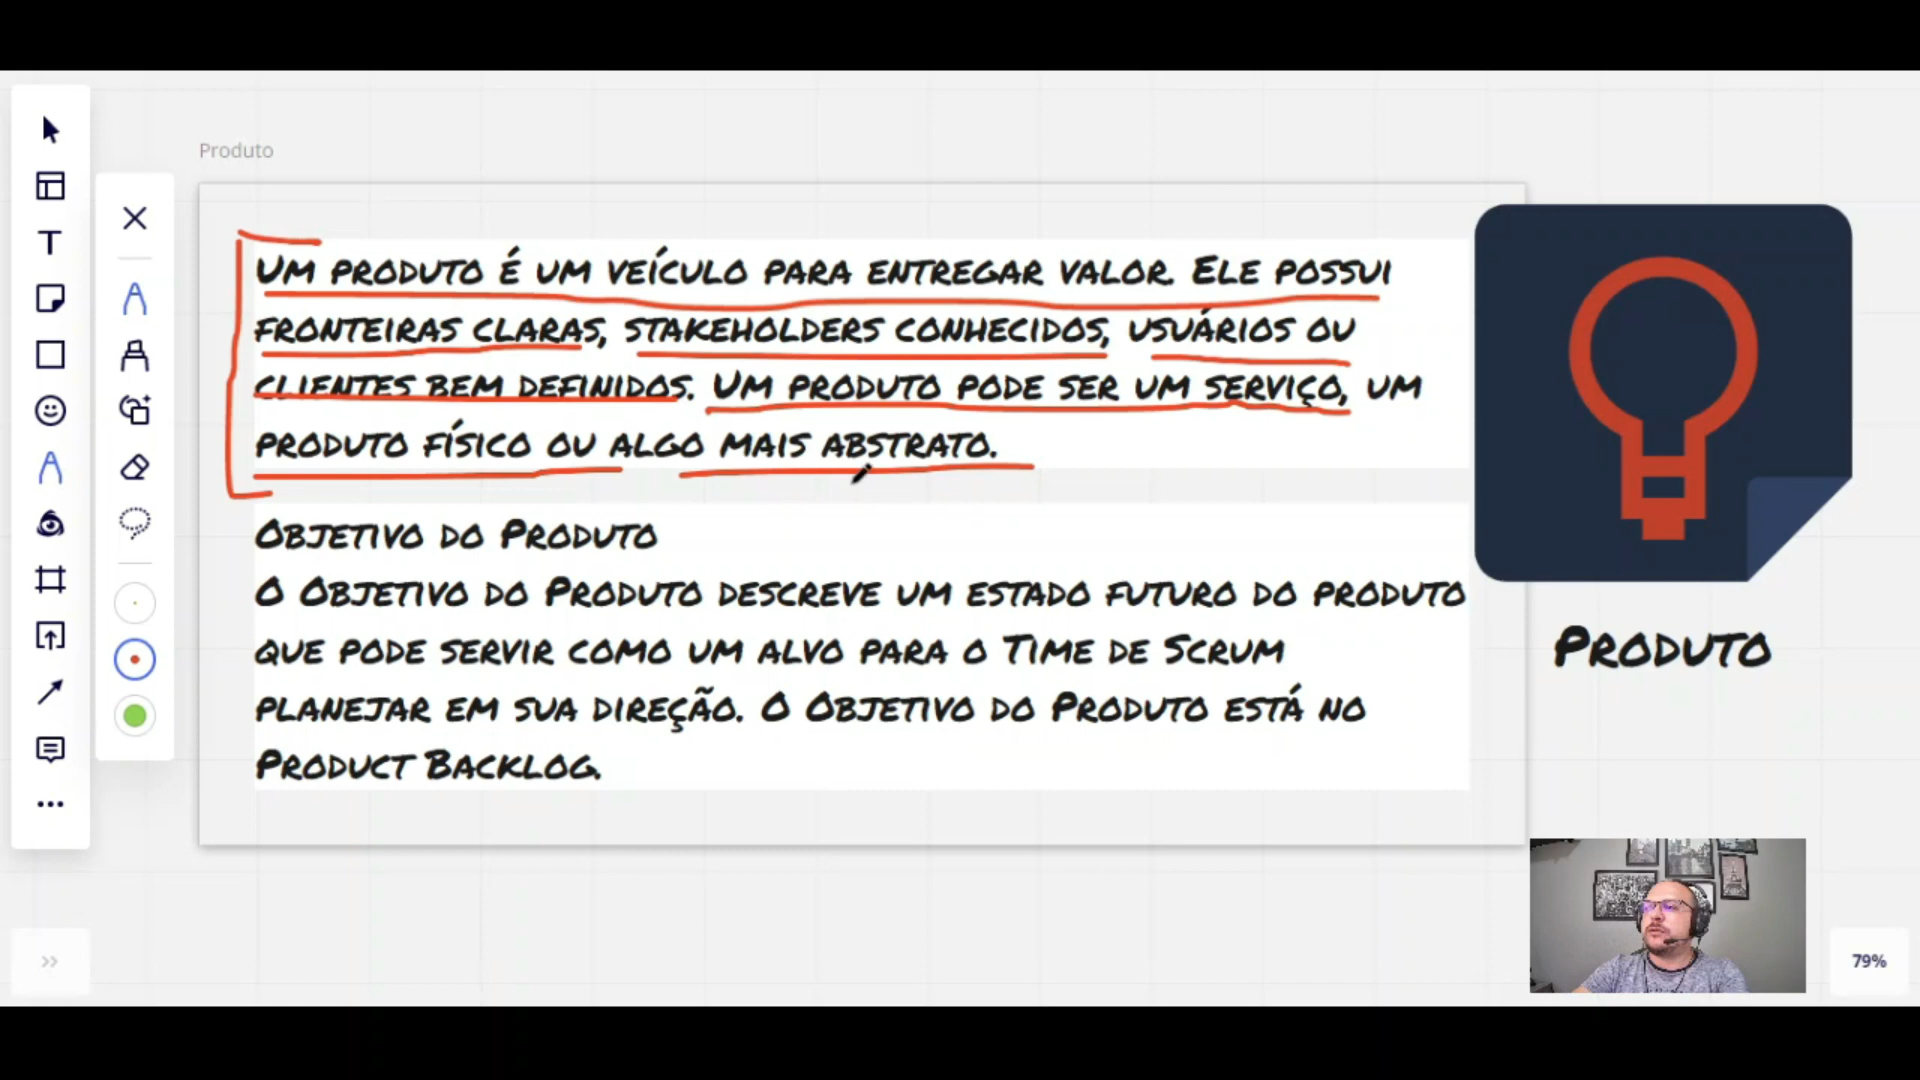 Produto
Um produto é um veículo para entregar valor. Ele possui
fronteiras claras, stakeholders conhecidos, usuários ou
clientes bem definidos. Um produto pode ser um serviço, um
produto físico ou algo mais abstrato.
Objetivo do Produto
O Objetivo do Produto descreve um estado futuro do produto
que pode servir como um alvo para o Time de Scrum
planejar em sua direção. O Objetivo do Produto está no
Product Backlog.
Produto
79%